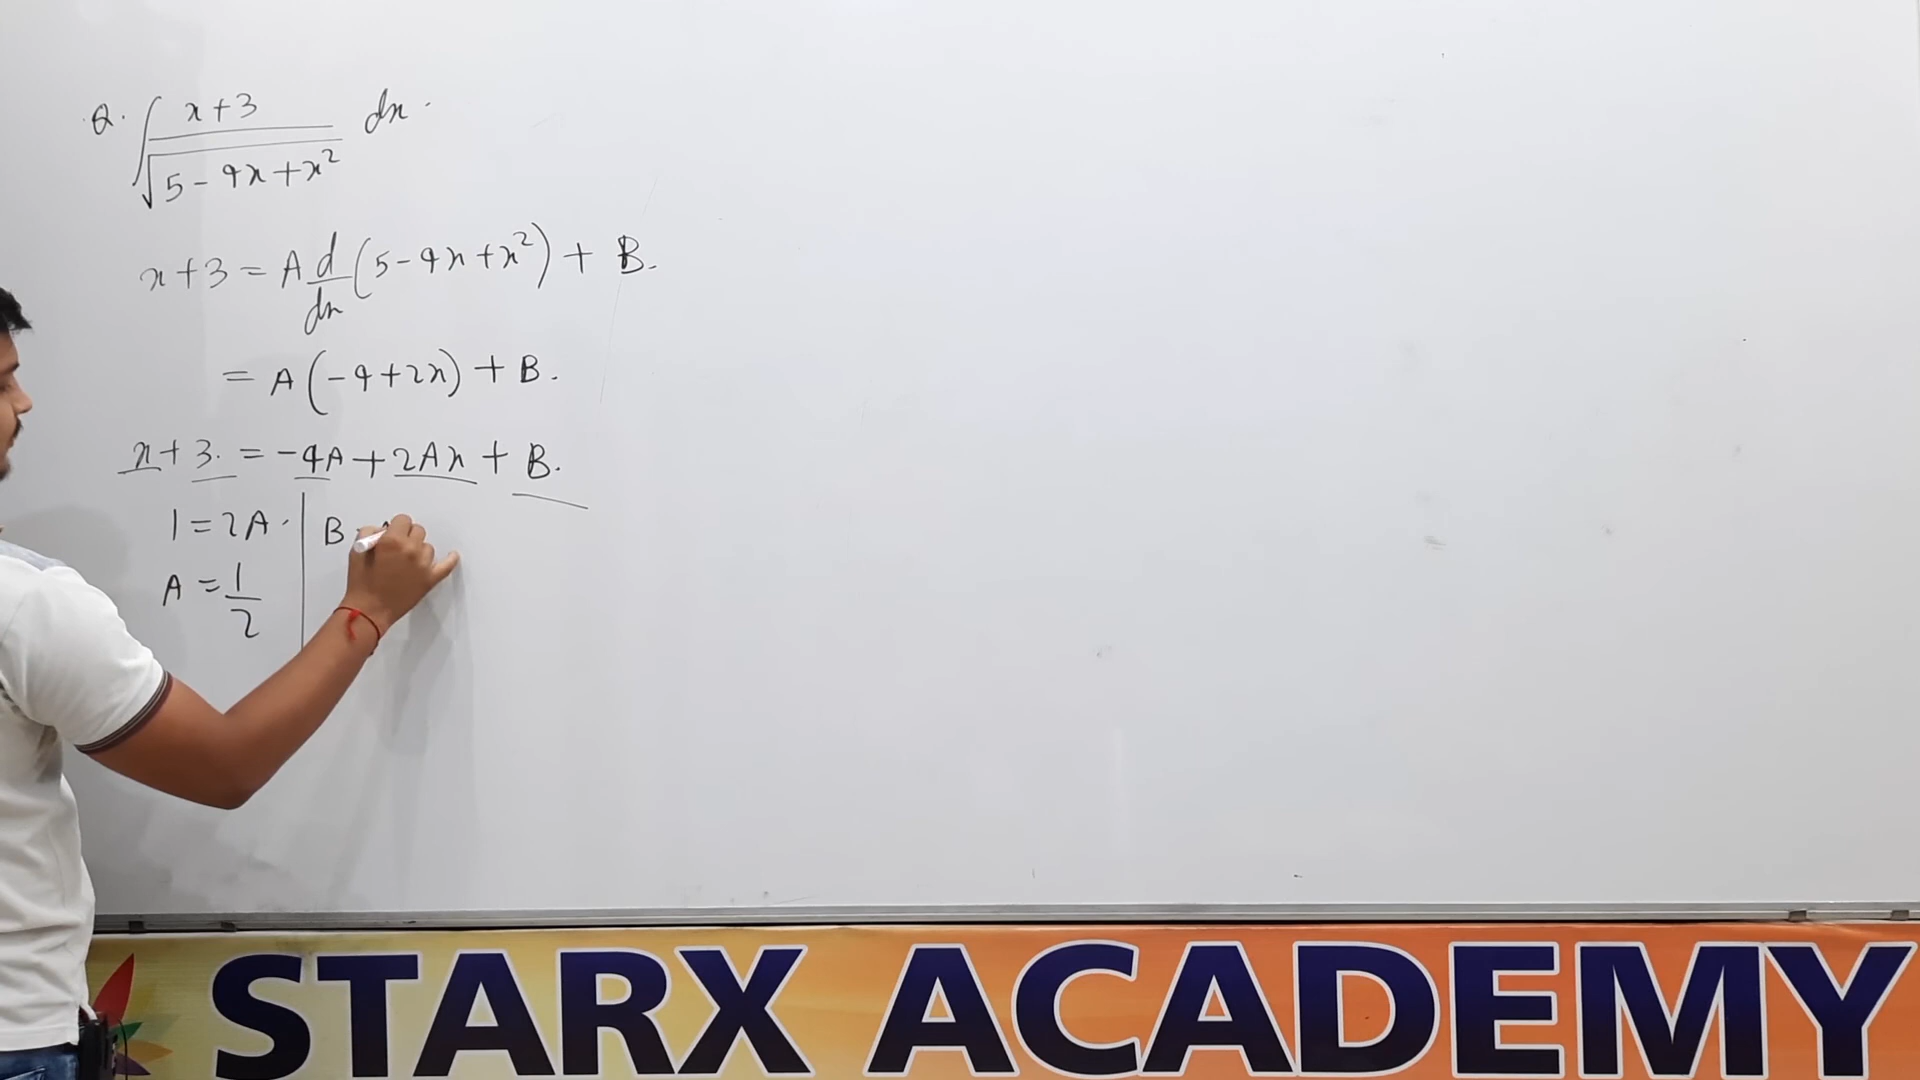 Q. ∫ x+3 / √(5-4x+x²) dx.
x+3 = A d/dx (5-4x+x²) + B.
= A(-4+2x) + B.
x+3. = -4A+2Ax + B.
1=2A. | B
A = 1/2
STARX ACADEMY